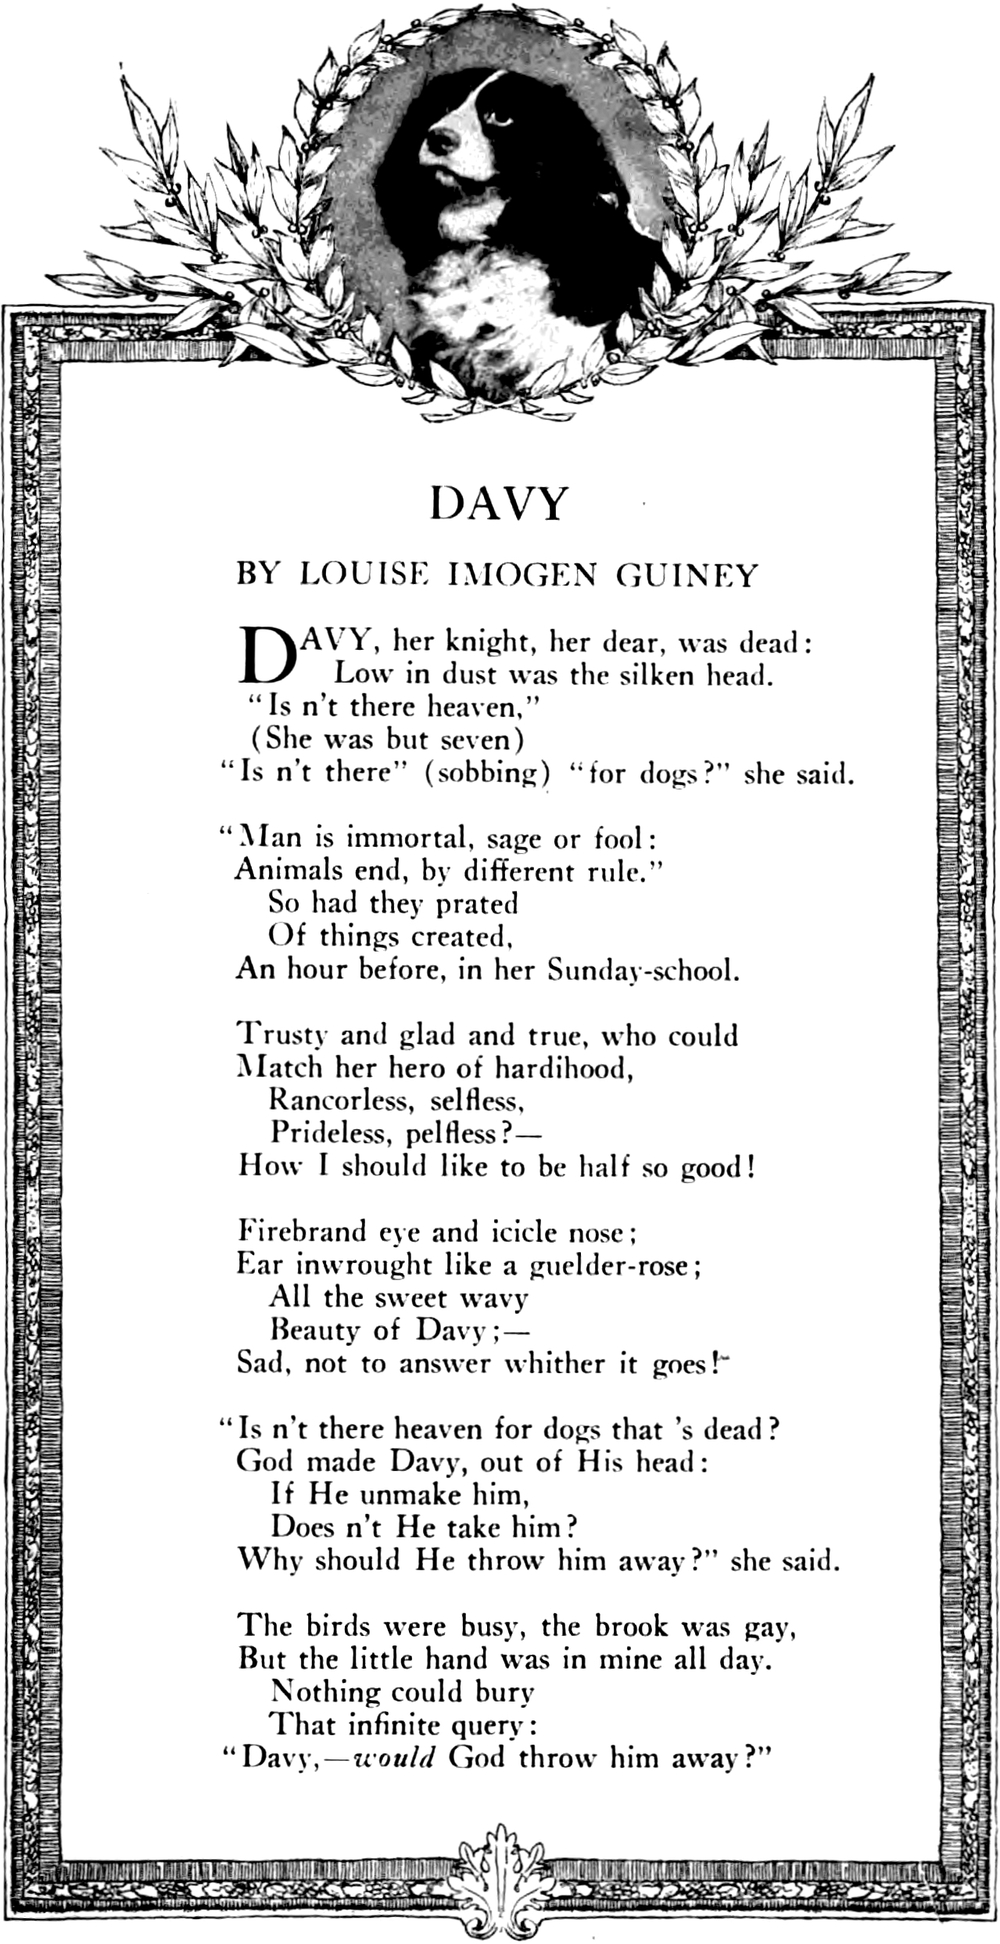 DAVY
BY LOUISE IMOGEN GUINEY
DAVY, her knight, her dear, was dead:
Low in dust was the silken head.
"Is n't there heaven,"
(She was but seven)
"Is n't there" (sobbing) "for dogs?" she said.
"Man is immortal, sage or fool:
Animals end, by different rule."
So had they prated
Of things created,
An hour before, in her Sunday-school.
Trusty and glad and true, who could
Match her hero of hardihood,
Rancorless, selfless,
Prideless, pelfless?—
How I should like to be half so good!
Firebrand eye and icicle nose;
Ear inwrought like a guelder-rose;
All the sweet wavy
Beauty of Davy;—
Sad, not to answer whither it goes!
"Is n't there heaven for dogs that 's dead?
God made Davy, out of His head:
If He unmake him,
Does n't He take him?
Why should He throw him away?" she said.
The birds were busy, the brook was gay,
But the little hand was in mine all day.
Nothing could bury
That infinite query:
"Davy,—would God throw him away?"